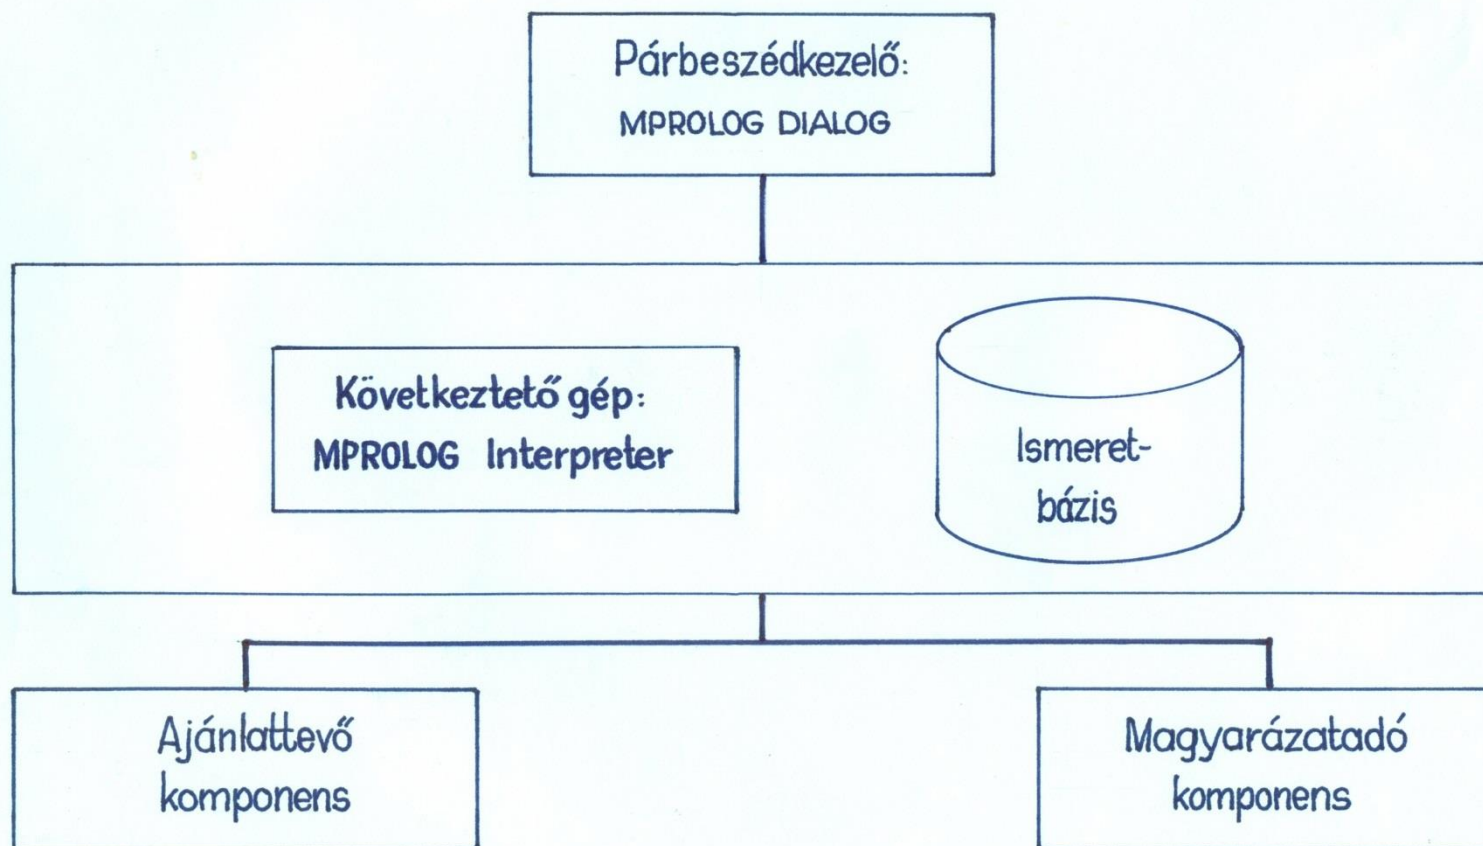 Párbeszédkezelő:
MPROLOG DIALOG
Következtető gép:
MPROLOG Interpreter
Ismeret-
bázis
Ajánlattevő
komponens
Magyarázatadó
komponens